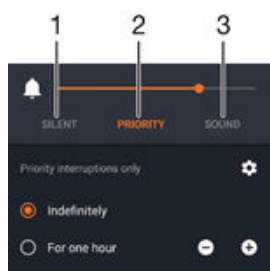 1 2 3
SILENT PRIORITY SOUND
Priority interruptions only
Indefinitely
For one hour